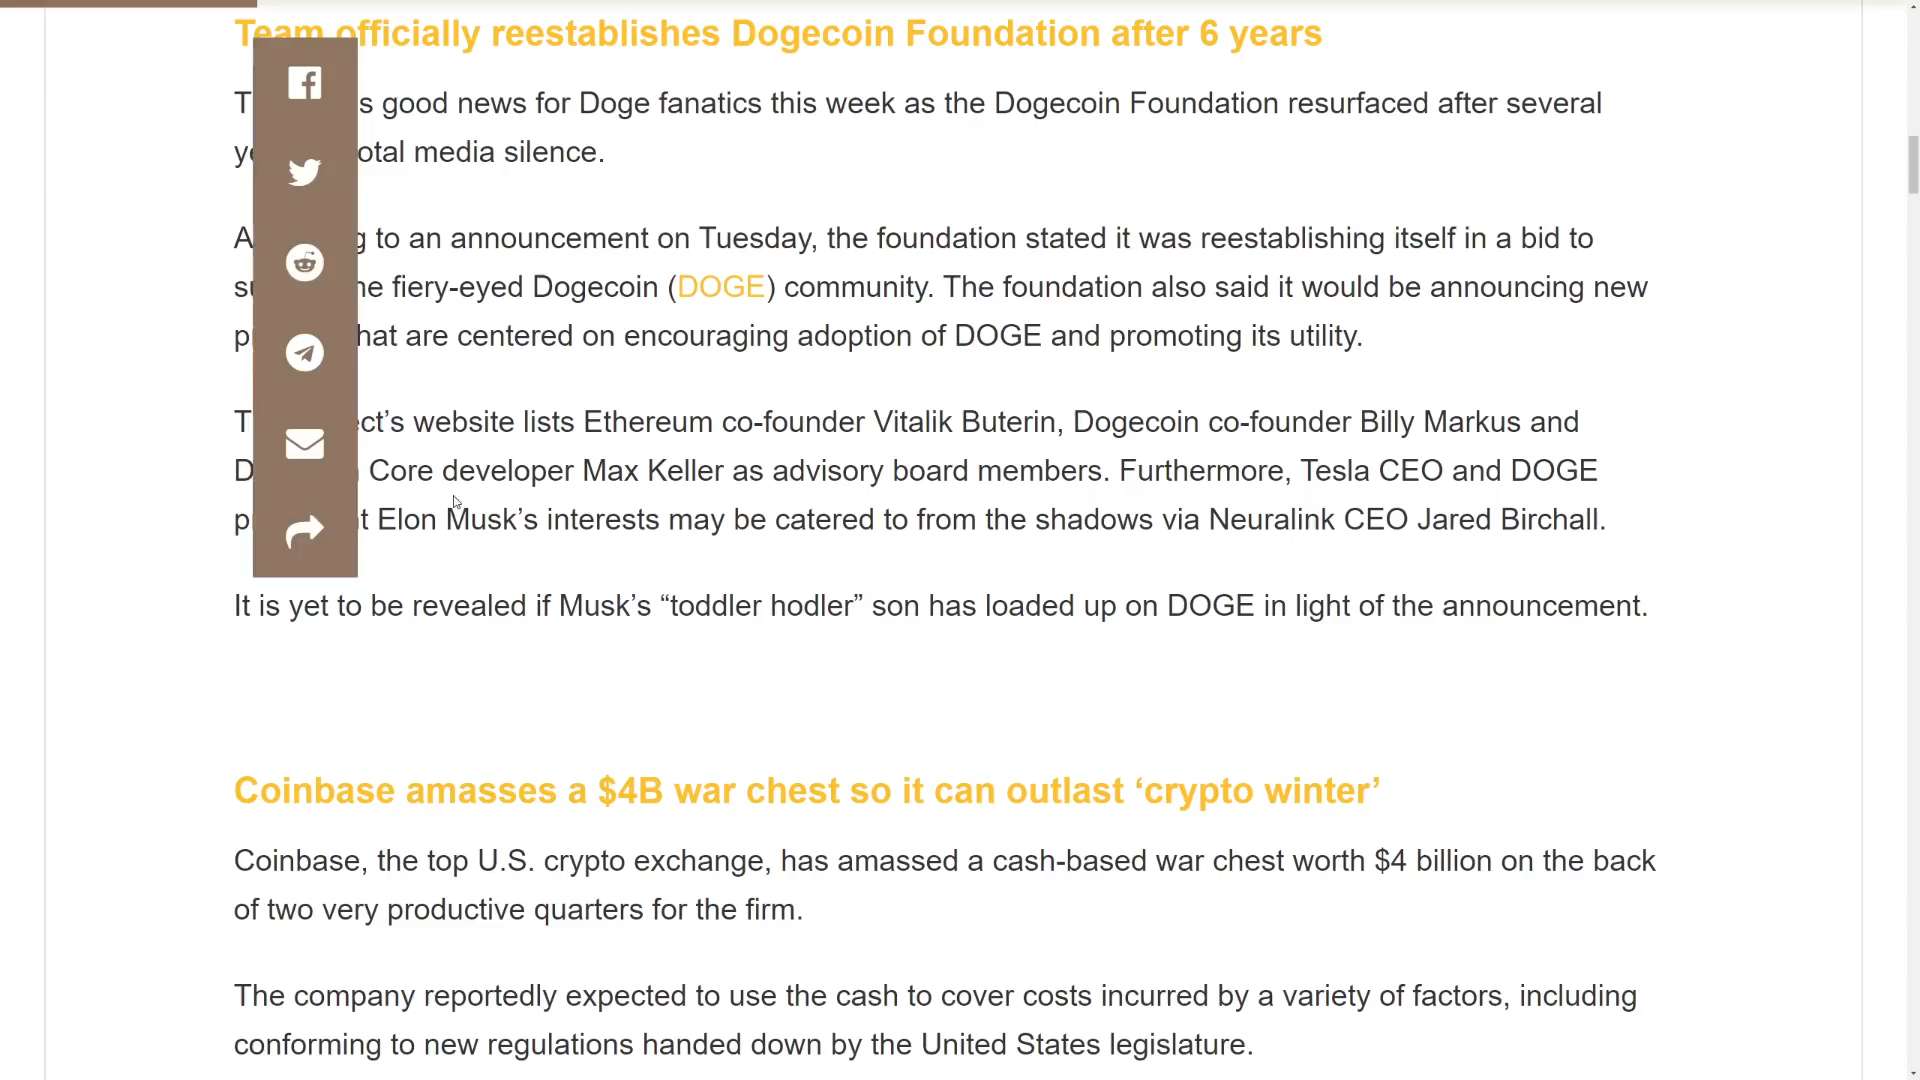 Team officially reestablishes Dogecoin Foundation after 6 years
good news for Doge fanatics this week as the Dogecoin Foundation resurfaced after several
media silence.
to an announcement on Tuesday, the foundation stated it was reestablishing itself in a bid to
fiery-eyed Dogecoin (DOGE) community. The foundation also said it would be announcing new
that are centered on encouraging adoption of DOGE and promoting its utility.
website lists Ethereum co-founder Vitalik Buterin, Dogecoin co-founder Billy Markus and
Core developer Max Keller as advisory board members. Furthermore, Tesla CEO and DOGE
Elon Musk’s interests may be catered to from the shadows via Neuralink CEO Jared Birchall.
It is yet to be revealed if Musk’s “toddler hodler” son has loaded up on DOGE in light of the announcement.
Coinbase amasses a $4B war chest so it can outlast ‘crypto winter’
Coinbase, the top U.S. crypto exchange, has amassed a cash-based war chest worth $4 billion on the back
of two very productive quarters for the firm.
The company reportedly expected to use the cash to cover costs incurred by a variety of factors, including
conforming to new regulations handed down by the United States legislature.